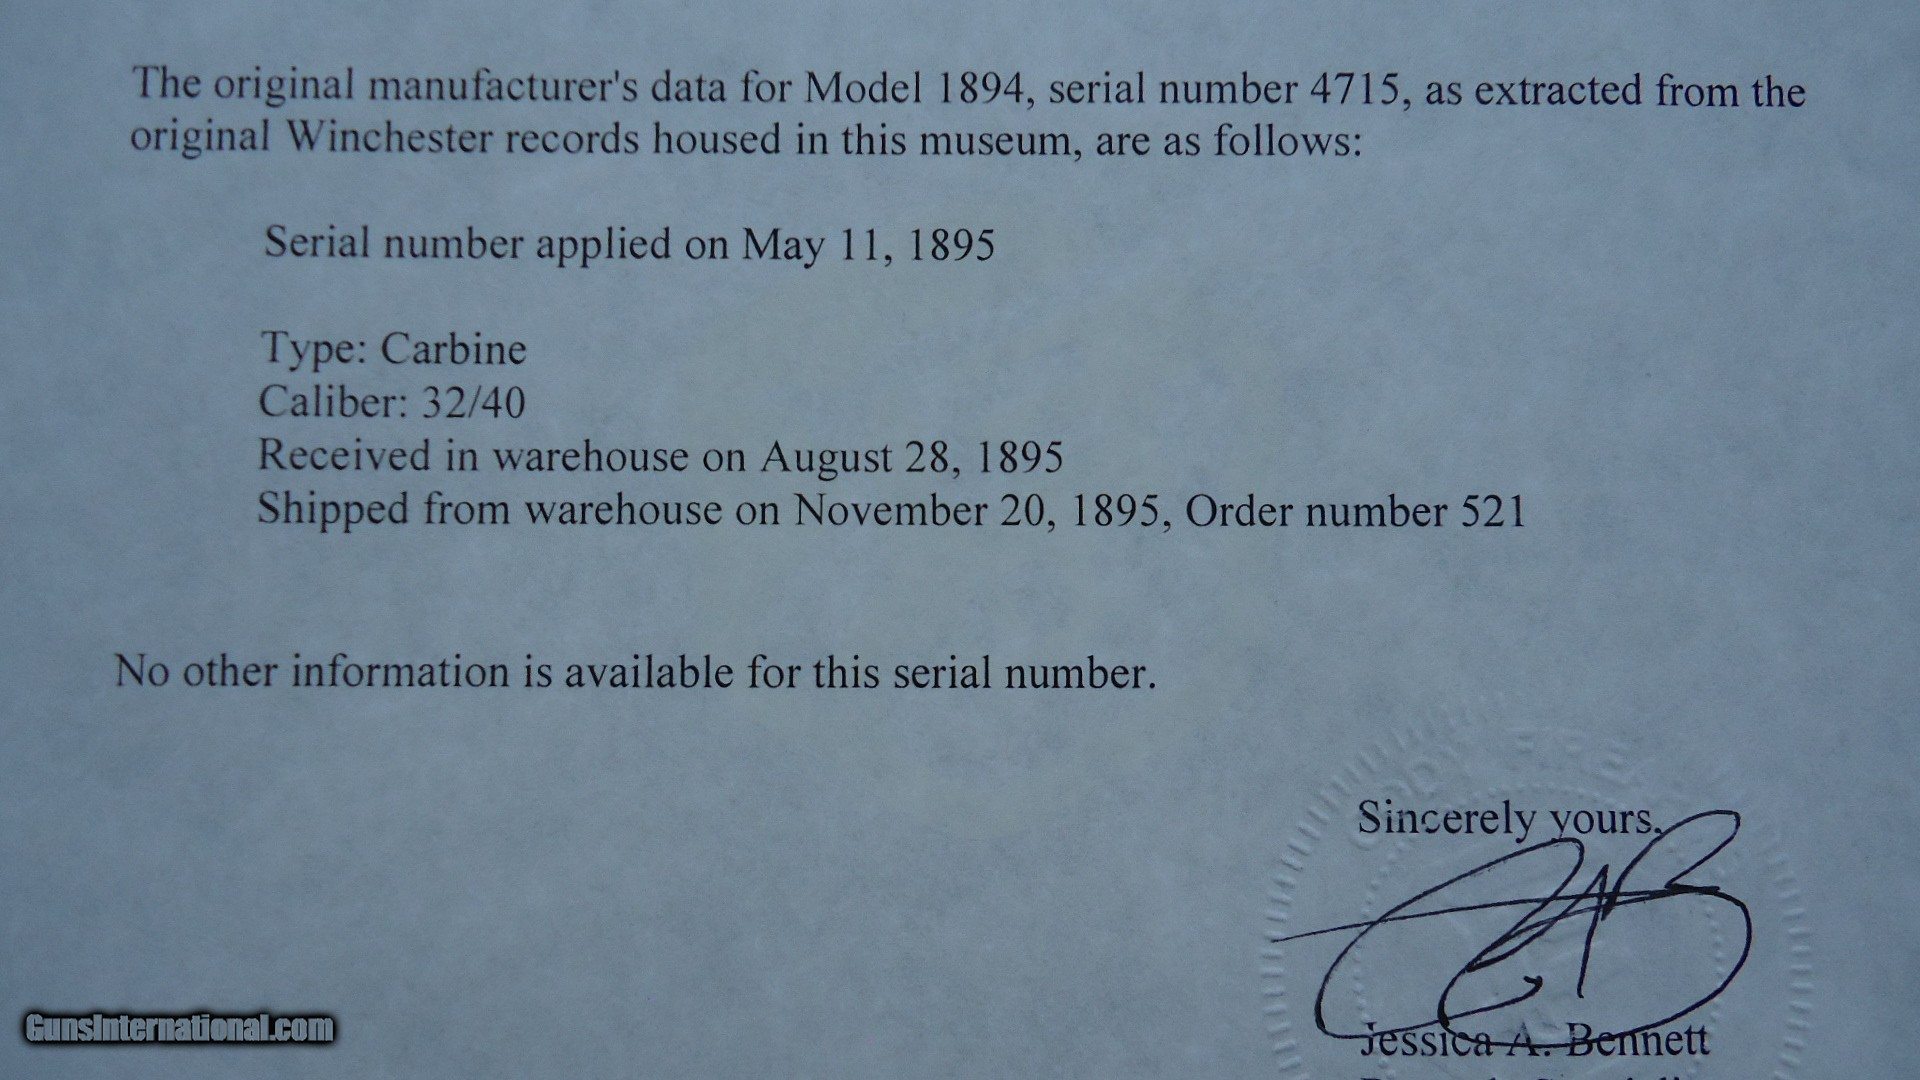 The original manufacturer's data for Model 1894, serial number 4715, as extracted from the
original Winchester records housed in this museum, are as follows:
Serial number applied on May 11, 1895
Type: Carbine
Caliber: 32/40
Received in warehouse on August 28, 1895
Shipped from warehouse on November 20, 1895, Order number 521
No other information is available for this serial number.
Sincerely yours,
Jessica A. Bennett
GunsInternational.com